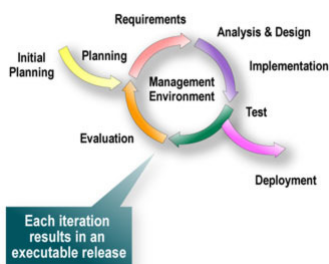 Requirements
Analysis & Design
Initial
Planning
Planning
Implementation
Management
Environment
Test
Evaluation
Deployment
Each iteration
results in an
executable release